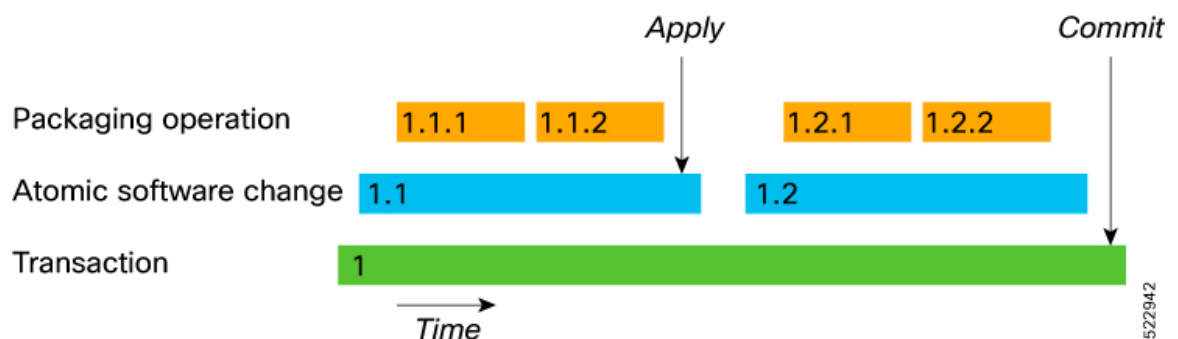 Apply
Commit
Packaging operation
1.1.1
1.1.2
1.2.1
1.2.2
Atomic software change
1.1
1.2
Transaction
1
Time
522942